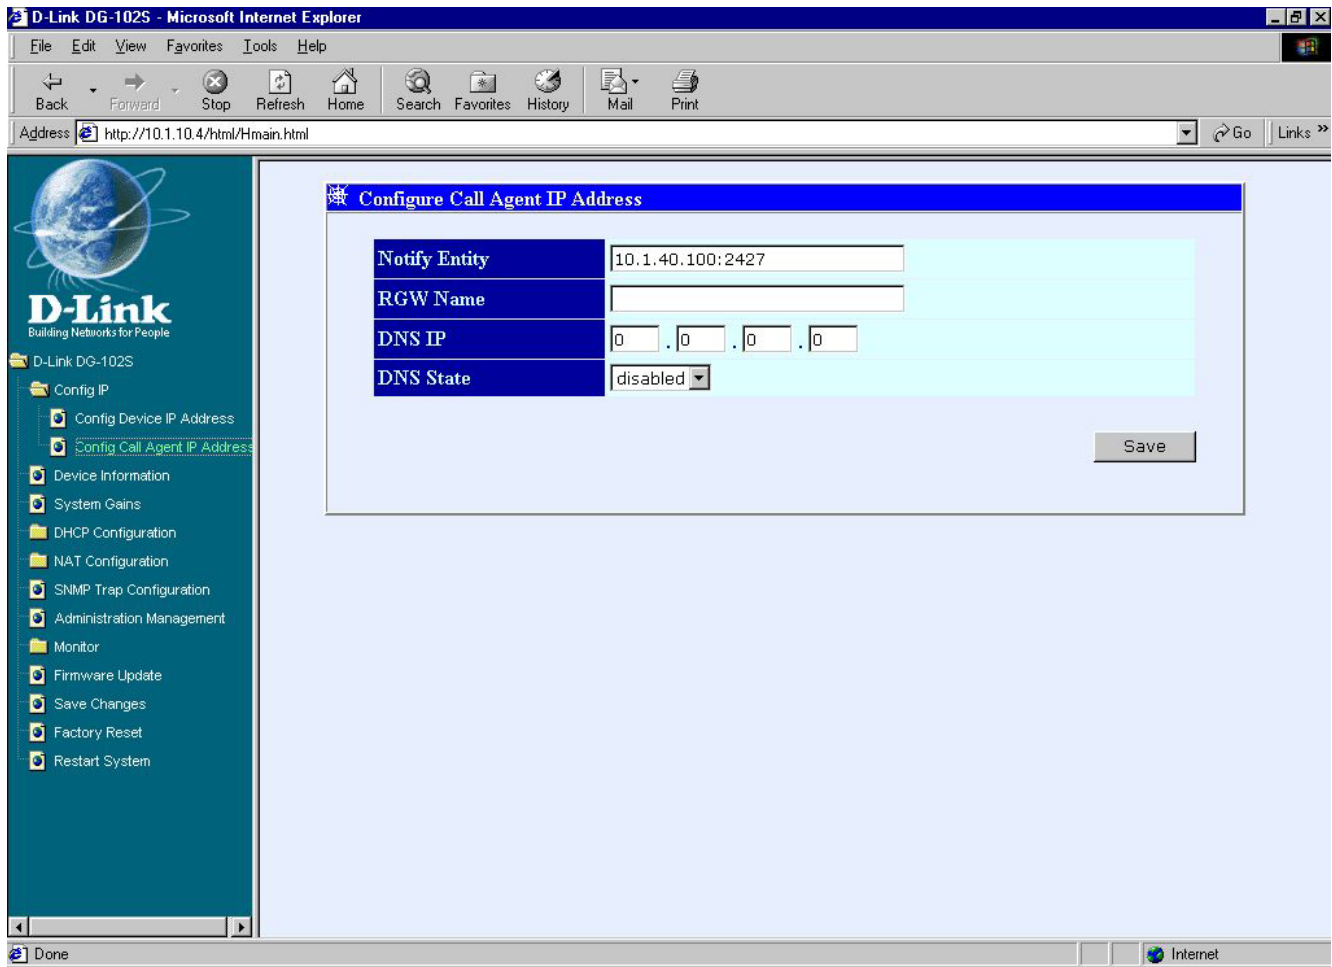 D-Link DG-102S - Microsoft Internet Explorer
File Edit View Favorites Tools Help
Back Forward Stop Refresh Home Search Favorites History Mail Print
Address http://10.1.10.4/html/Hmain.html Go Links »
D-Link
Building Networks for People
D-Link DG-102S
Config IP
Config Device IP Address
Config Call Agent IP Address
Device Information
System Gains
DHCP Configuration
NAT Configuration
SNMP Trap Configuration
Administration Management
Monitor
Firmware Update
Save Changes
Factory Reset
Restart System
Configure Call Agent IP Address
Notify Entity 10.1.40.100:2427
RGW Name
DNS IP 0 . 0 . 0 . 0
DNS State disabled
Save
Done Internet